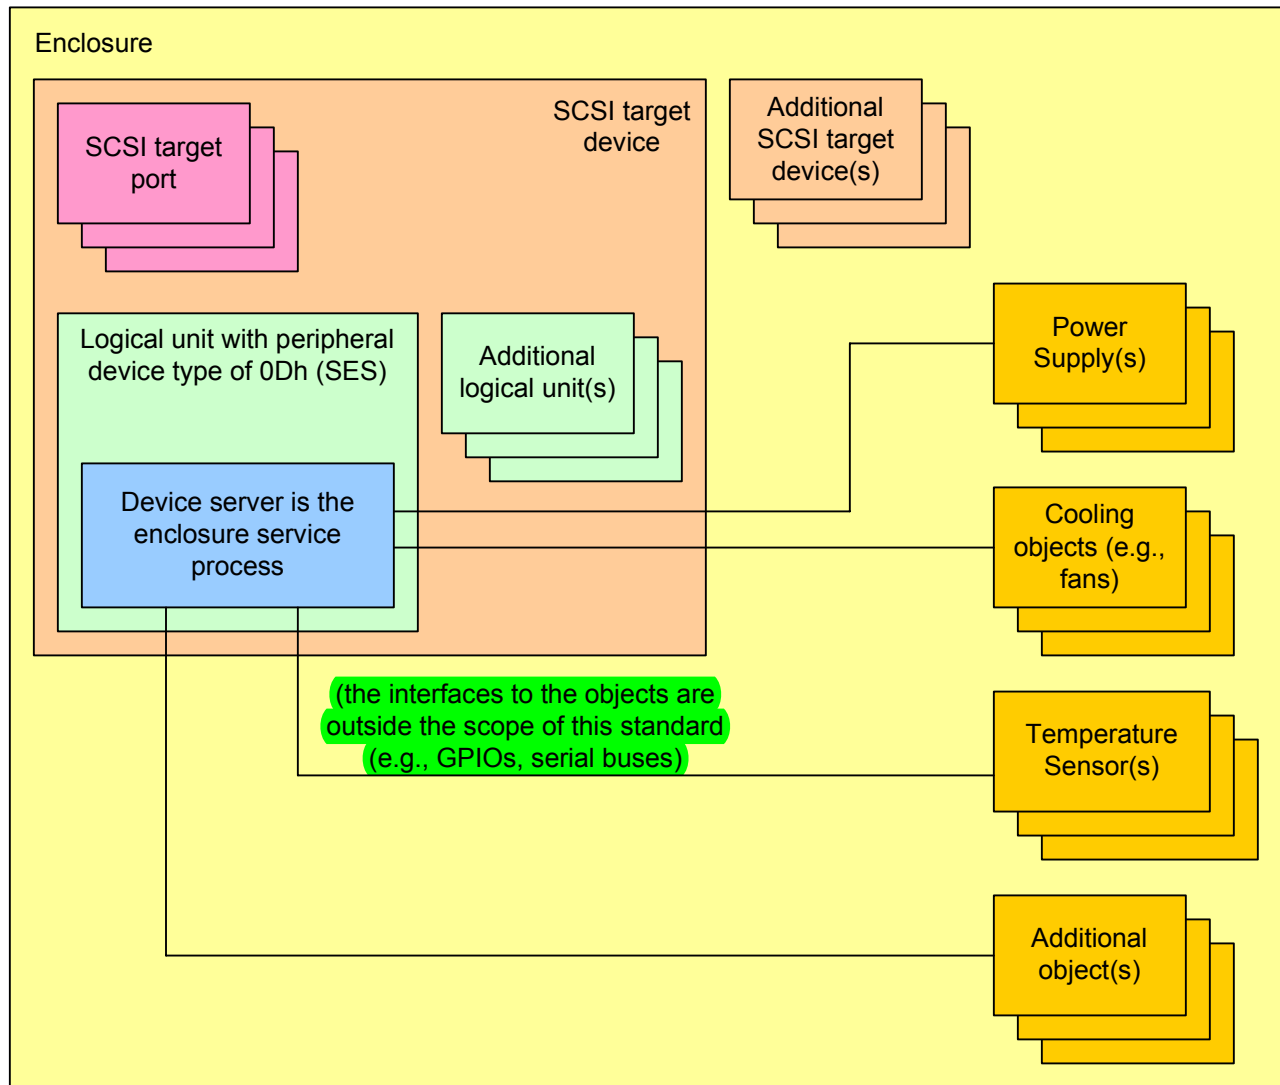 Enclosure
SCSI target
device
SCSI target
port
Additional
SCSI target
device(s)
Logical unit with peripheral
device type of 0Dh (SES)
Additional
logical unit(s)
Power
Supply(s)
Device server is the
enclosure service
process
Cooling
objects (e.g.,
fans)
(the interfaces to the objects are
outside the scope of this standard
(e.g., GPIOs, serial buses)
Temperature
Sensor(s)
Additional
object(s)